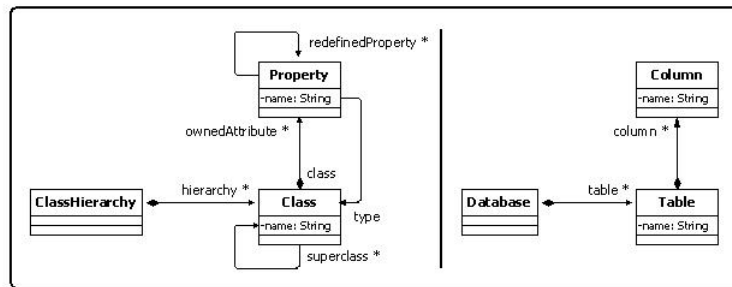 redefinedProperty *
Property
-name: String
ownedAttribute *
class
hierarchy *
ClassHierarchy
Class
-name: String
type
superclass *
Column
-name: String
column *
table *
Database
Table
-name: String